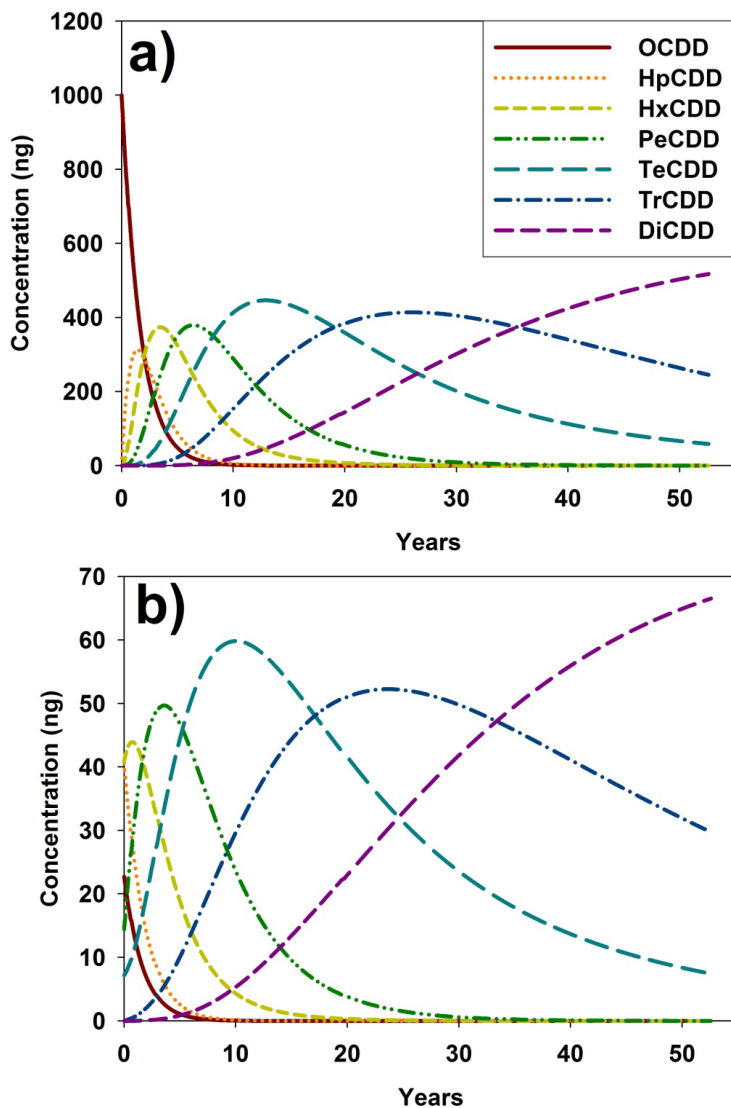 a)
1200
1000
800
600
400
200
0
Concentration (ng)
OCDD
HpCDD
HxCDD
PeCDD
TeCDD
TrCDD
DiCDD
0 10 20 30 40 50
Years
b)
70
60
50
40
30
20
10
0
Concentration (ng)
0 10 20 30 40 50
Years